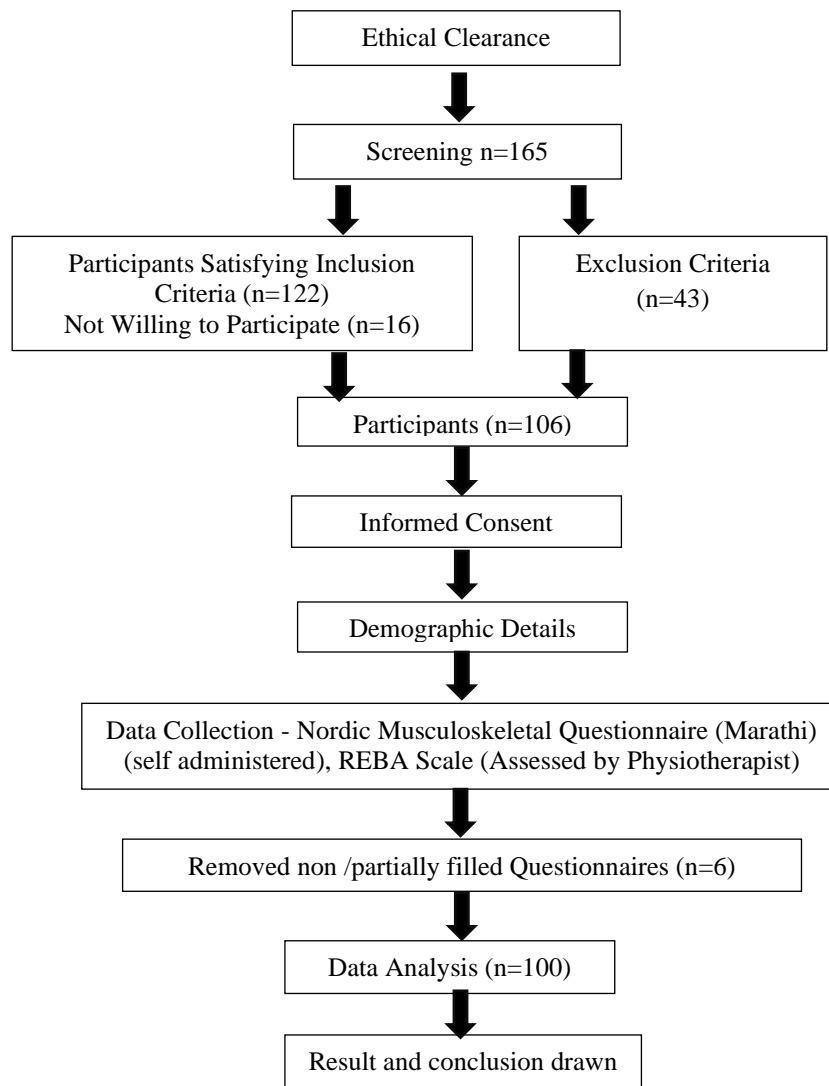 Ethical Clearance
Screening n=165
Participants Satisfying Inclusion
Criteria (n=122)
Not Willing to Participate (n=16)
Exclusion Criteria
(n=43)
Participants (n=106)
Informed Consent
Demographic Details
Data Collection - Nordic Musculoskeletal Questionnaire (Marathi)
(self administered), REBA Scale (Assessed by Physiotherapist)
Removed non /partially filled Questionnaires (n=6)
Data Analysis (n=100)
Result and conclusion drawn